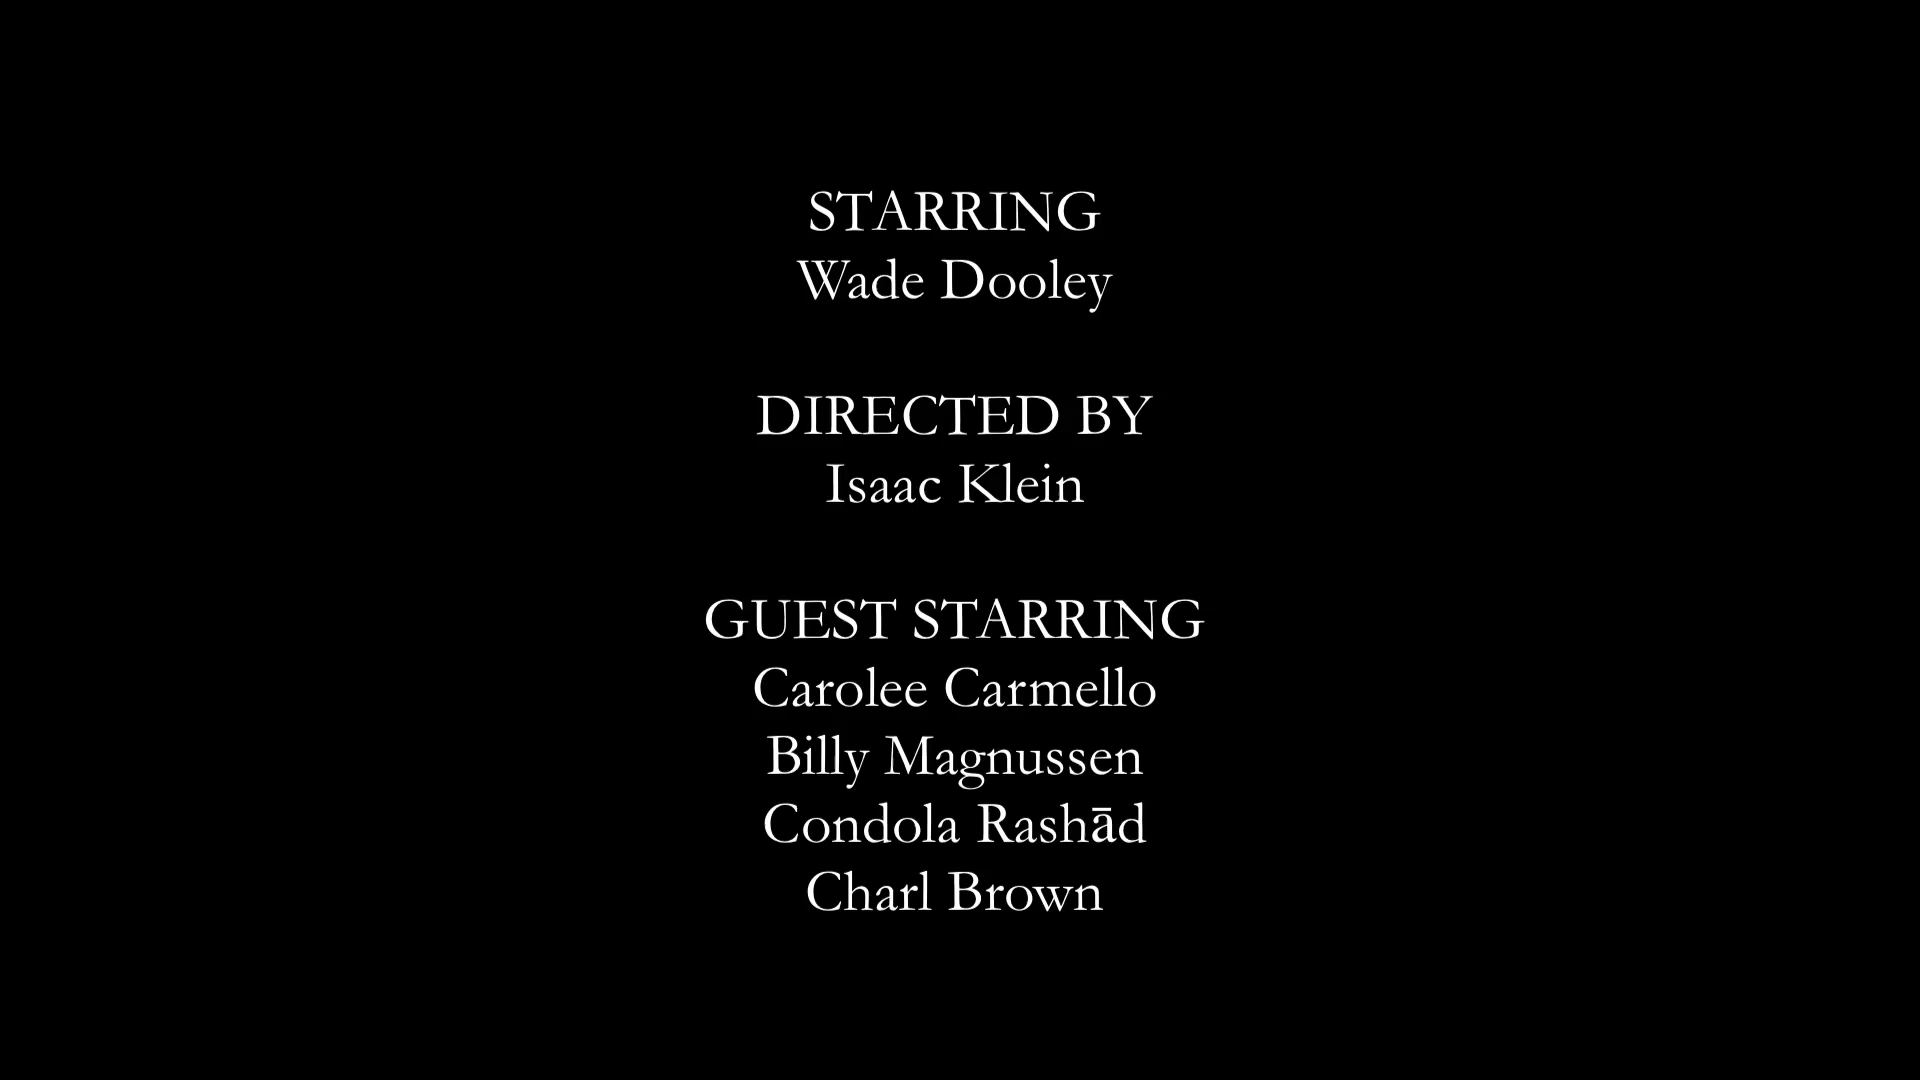 STARRING
Wade Dooley
DIRECTED BY
Isaac Klein
GUEST STARRING
Carolee Carmello
Billy Magnussen
Condola Rashād
Charl Brown